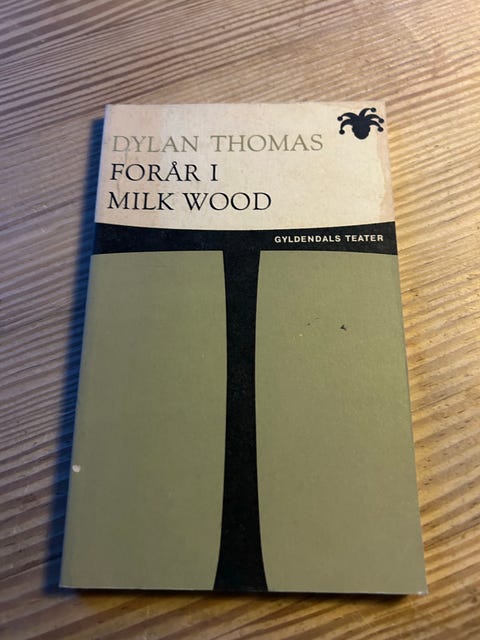 DYLAN THOMAS
FORÅR I
MILK WOOD
GYLDENDALS TEATER